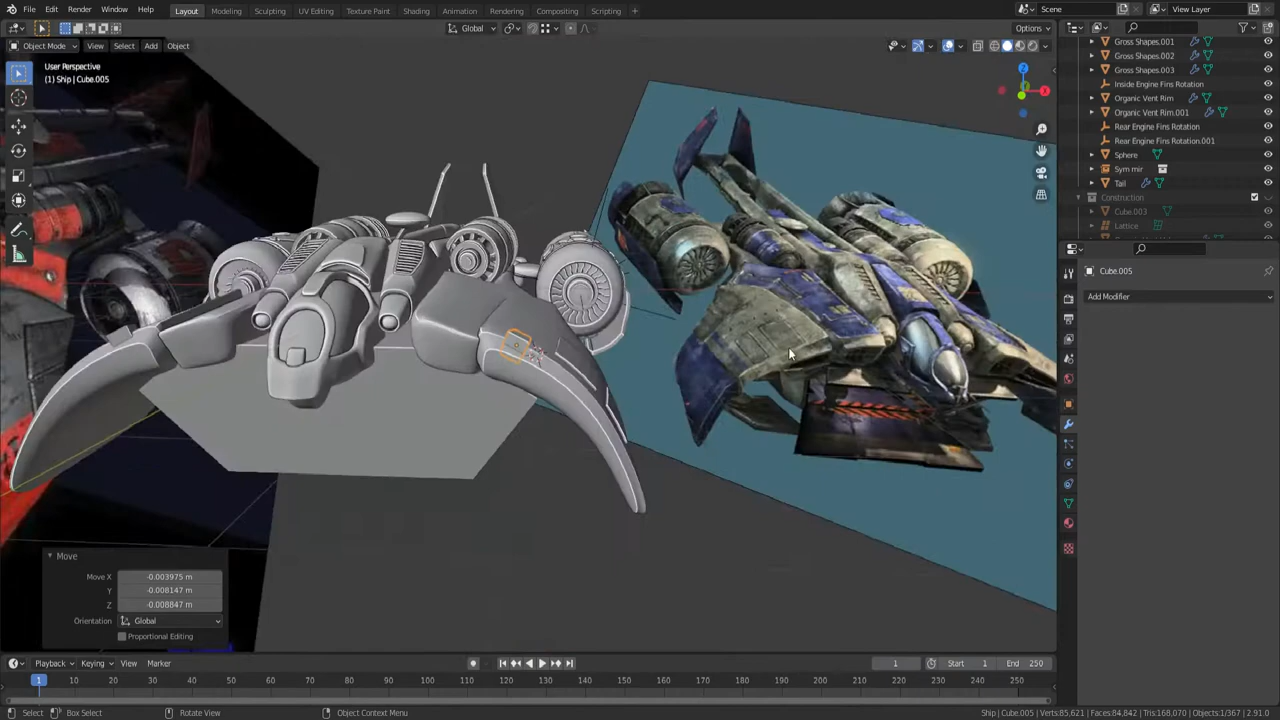 File Edit Render Window Help
Layout Modeling Sculpting UV Editing Texture Paint Shading Animation Rendering Compositing Scripting +
Scene
View Layer
Global
Options
Object Mode View Select Add Object
User Perspective
(1) Ship | Cube.005
Z
X
Gross Shapes.001
Gross Shapes.002
Gross Shapes.003
Inside Engine Fins Rotation
Organic Vent Rim
Organic Vent Rim.001
Rear Engine Fins Rotation
Rear Engine Fins Rotation.001
Sphere
Sym mir
Tail
Construction
Cube.003
Lattice
Cube.005
Add Modifier
Move
Move X -0.003975 m
Y -0.008147 m
Z -0.008847 m
Orientation Global
Proportional Editing
Playback Keying View Marker
1 Start 1 End 250
1 10 20 30 40 50 60 70 80 90 100 110 120 130 140 150 160 170 180 190 200 210 220 230 240 250
Select Box Select Rotate View Object Context Menu
Ship | Cube.005 | Verts:85,621 | Faces:84,842 | Tris:168,070 | Objects:1/367 | 2.91.0